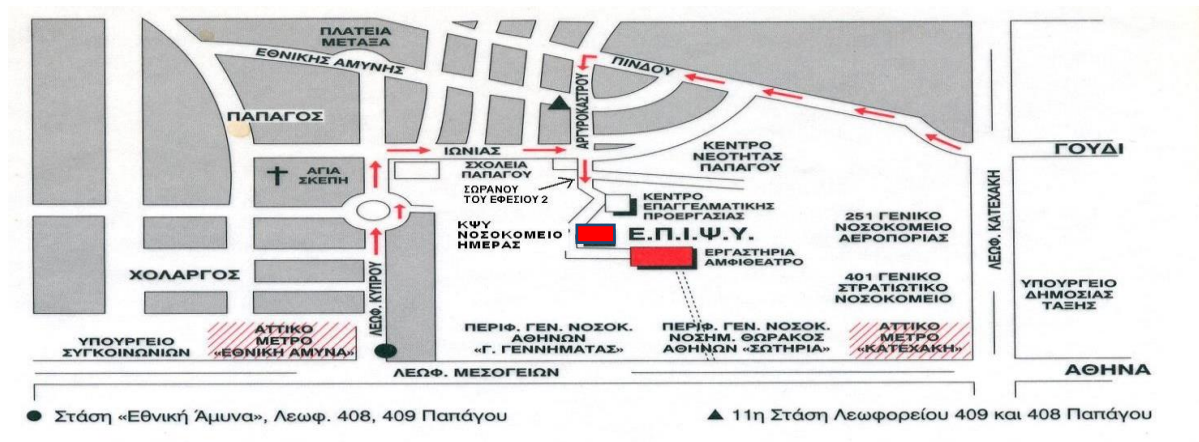 ΠΛΑΤΕΙΑ
ΜΕΤΑΞΑ
ΕΘΝΙΚΗΣ ΑΜΥΝΗΣ
ΠΙΝΔΟΥ
ΠΑΠΑΓΟΣ
ΑΡΓΥΡΟΚΑΣΤΡΟΥ
ΙΩΝΙΑΣ
ΚΕΝΤΡΟ
ΝΕΟΤΗΤΑΣ
ΠΑΠΑΓΟΥ
ΓΟΥΔΙ
ΑΓΙΑ
ΣΚΕΠΗ
ΣΧΟΛΕΙΑ
ΠΑΠΑΓΟΥ
ΣΩΡΑΝΟΥ
ΤΟΥ ΕΦΕΣΙΟΥ 2
ΚΕΝΤΡΟ
ΕΠΑΓΓΕΛΜΑΤΙΚΗΣ
ΠΡΟΕΡΓΑΣΙΑΣ
ΛΕΩΦ. ΚΑΤΕΧΑΚΗ
251 ΓΕΝΙΚΟ
ΝΟΣΟΚΟΜΕΙΟ
ΑΕΡΟΠΟΡΙΑΣ
ΚΨΥ
ΝΟΣΟΚΟΜΕΙΟ
ΗΜΕΡΑΣ
Ε.Π.Ι.Ψ.Υ.
ΕΡΓΑΣΤΗΡΙΑ
ΑΜΦΙΘΕΑΤΡΟ
ΧΟΛΑΡΓΟΣ
ΛΕΩΦ. ΚΥΠΡΟΥ
401 ΓΕΝΙΚΟ
ΣΤΡΑΤΙΩΤΙΚΟ
ΝΟΣΟΚΟΜΕΙΟ
ΥΠΟΥΡΓΕΙΟ
ΔΗΜΟΣΙΑΣ
ΤΑΞΗΣ
ΥΠΟΥΡΓΕΙΟ
ΣΥΓΚΟΙΝΩΝΙΩΝ
ΑΤΤΙΚΟ
ΜΕΤΡΟ
«ΕΘΝΙΚΗ ΑΜΥΝΑ»
ΠΕΡΙΦ. ΓΕΝ. ΝΟΣΟΚ.
ΑΘΗΝΩΝ
«Γ. ΓΕΝΝΗΜΑΤΑΣ»
ΠΕΡΙΦ. ΓΕΝ. ΝΟΣΟΚ.
ΝΟΣΗΜ. ΘΩΡΑΚΟΣ
ΑΘΗΝΩΝ «ΣΩΤΗΡΙΑ»
ΑΤΤΙΚΟ
ΜΕΤΡΟ
«ΚΑΤΕΧΑΚΗ»
ΛΕΩΦ. ΜΕΣΟΓΕΙΩΝ
ΑΘΗΝΑ
Στάση «Εθνική Άμυνα», Λεωφ. 408, 409 Παπάγου
11η Στάση Λεωφορείου 409 και 408 Παπάγου